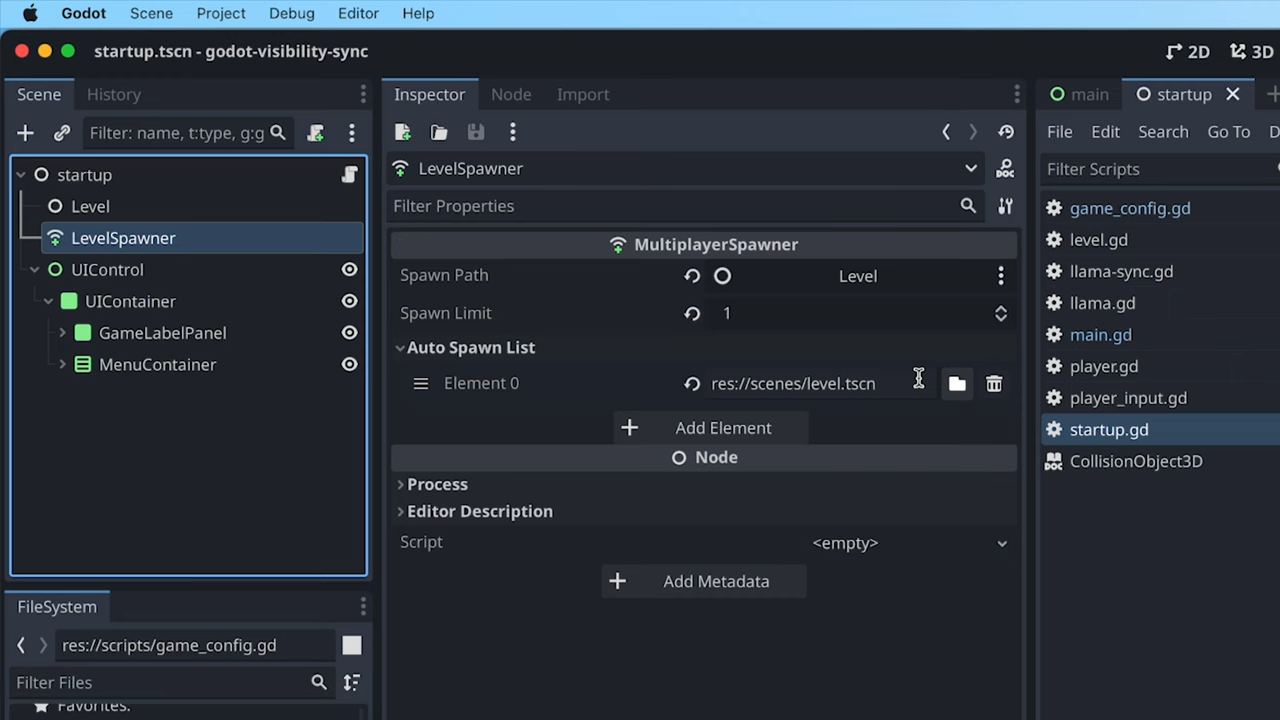 Godot Scene Project Debug Editor Help
startup.tscn - godot-visibility-sync
2D 3D
Scene History
Inspector Node Import
main startup
Filter: name, t:type, g:g
File Edit Search Go To
LevelSpawner
Filter Scripts
startup
Level
LevelSpawner
UIControl
UIContainer
GameLabelPanel
MenuContainer
Filter Properties
MultiplayerSpawner
Spawn Path Level
Spawn Limit 1
Auto Spawn List
Element 0 res://scenes/level.tscn
Add Element
Node
Process
Editor Description
Script <empty>
Add Metadata
game_config.gd
level.gd
llama-sync.gd
llama.gd
main.gd
player.gd
player_input.gd
startup.gd
CollisionObject3D
FileSystem
res://scripts/game_config.gd
Filter Files
Favorites: